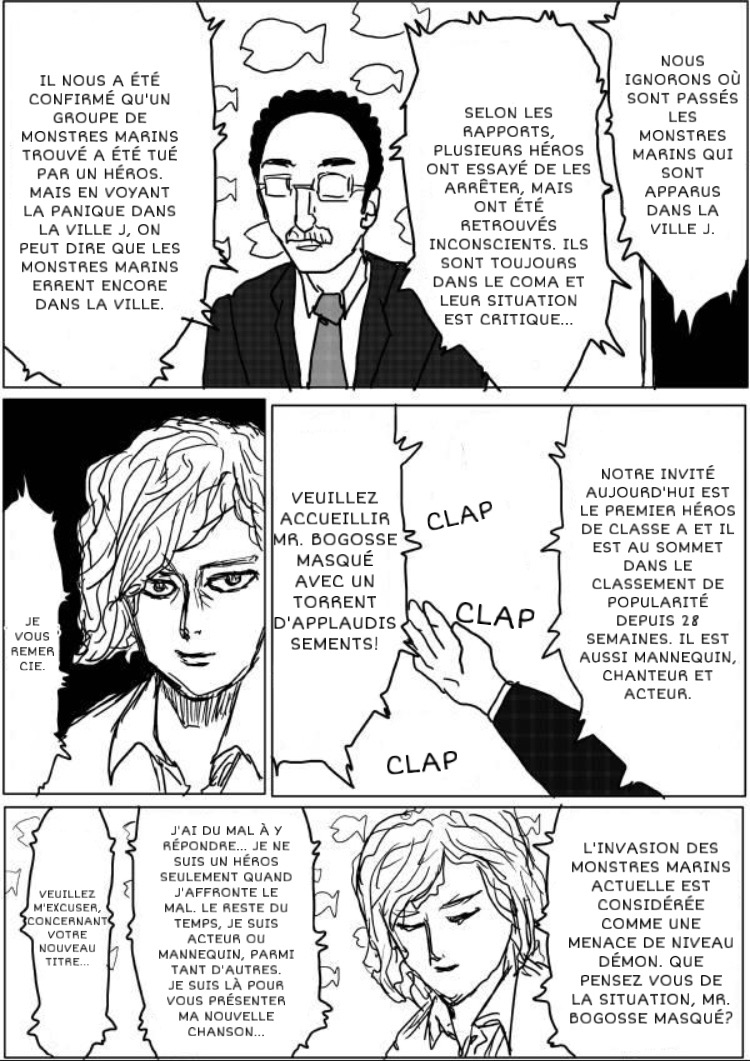 NOUS
IGNORONS OÙ
SONT PASSÉS
LES
MONSTRES
MARINS QUI
SONT
APPARUS
DANS LA
VILLE J.
SELON LES
RAPPORTS,
PLUSIEURS HÉROS
ONT ESSAYÉ DE LES
ARRÊTER, MAIS
ONT ÉTÉ
RETROUVÉS
INCONSCIENTS. ILS
SONT TOUJOURS
DANS LE COMA ET
LEUR SITUATION
EST CRITIQUE...
IL NOUS A ÉTÉ
CONFIRMÉ QU'UN
GROUPE DE
MONSTRES MARINS
TROUVÉ A ÉTÉ TUÉ
PAR UN HÉROS.
MAIS EN VOYANT
LA PANIQUE DANS
LA VILLE J, ON
PEUT DIRE QUE LES
MONSTRES MARINS
ERRENT ENCORE
DANS LA VILLE.
NOTRE INVITÉ
AUJOURD'HUI EST
LE PREMIER HÉROS
DE CLASSE A ET IL
EST AU SOMMET
DANS LE
CLASSEMENT DE
POPULARITÉ
DEPUIS 28
SEMAINES. IL EST
AUSSI MANNEQUIN,
CHANTEUR ET
ACTEUR.
CLAP
CLAP
CLAP
VEUILLEZ
ACCUEILLIR
MR. BOGOSSE
MASQUÉ
AVEC UN
TORRENT
D'APPLAUDIS
SEMENTS!
JE
VOUS
REMER
CIE.
L'INVASION DES
MONSTRES MARINS
ACTUELLE EST
CONSIDÉRÉE
COMME UNE
MENACE DE NIVEAU
DÉMON. QUE
PENSEZ VOUS DE
LA SITUATION, MR.
BOGOSSE MASQUÉ?
J'AI DU MAL À Y
RÉPONDRE... JE NE
SUIS UN HÉROS
SEULEMENT QUAND
J'AFFRONTE LE
MAL. LE RESTE DU
TEMPS, JE SUIS
ACTEUR OU
MANNEQUIN, PARMI
TANT D'AUTRES.
JE SUIS LÀ POUR
VOUS PRÉSENTER
MA NOUVELLE
CHANSON...
VEUILLEZ
M'EXCUSER,
CONCERNANT
VOTRE
NOUVEAU
TITRE...